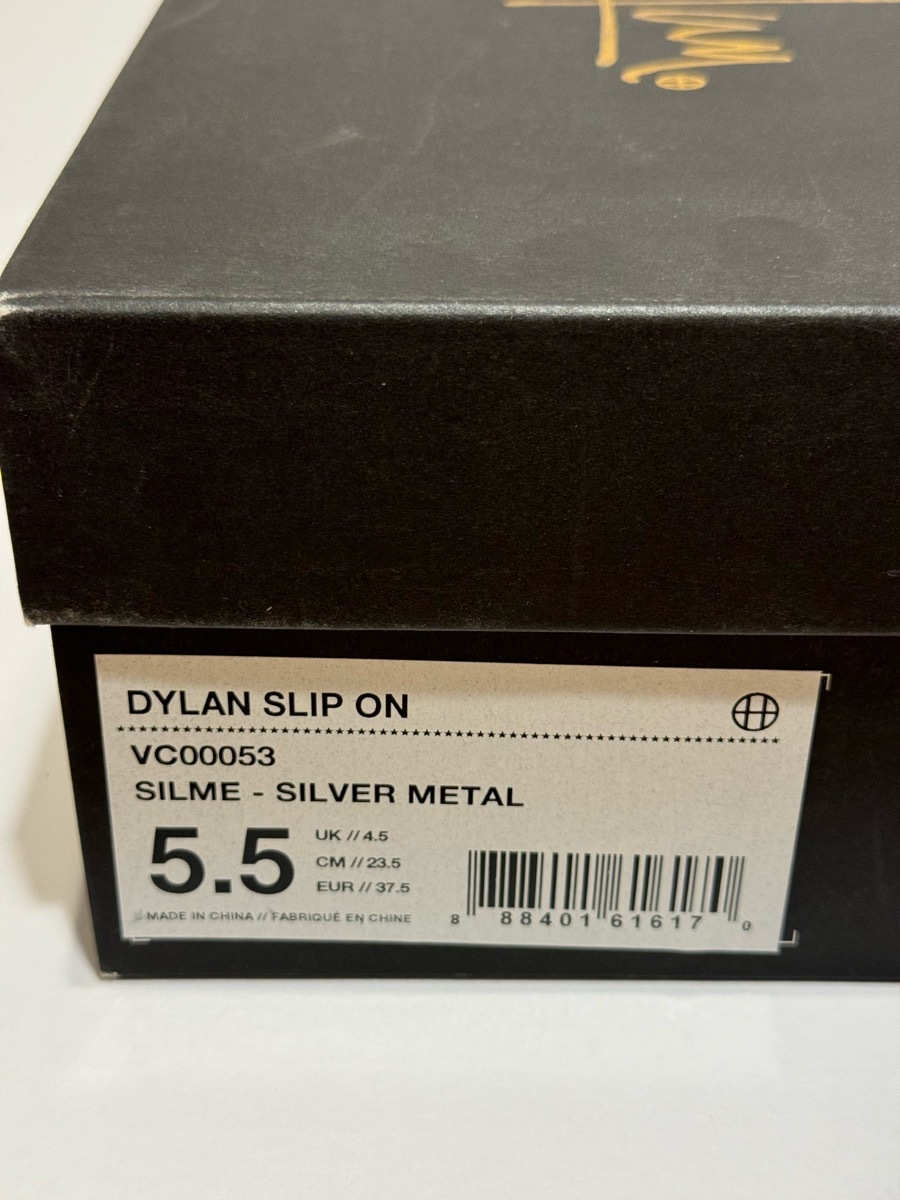 DYLAN SLIP ON
VC00053
SILME - SILVER METAL
5.5
UK // 4.5
CM // 23.5
EUR // 37.5
MADE IN CHINA // FABRIQUÉ EN CHINE
8 88401 61617 0